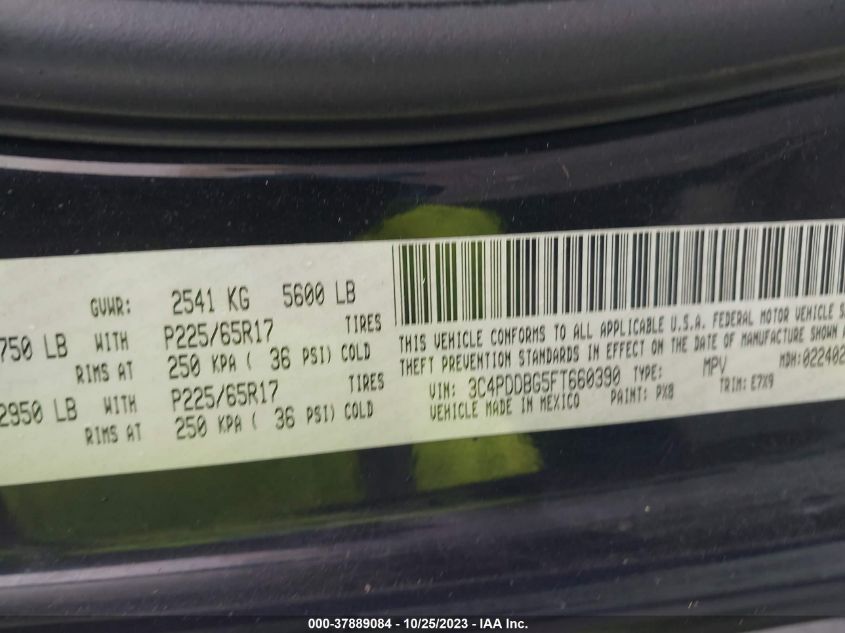 GVWR: 2541 KG 5600 LB
750 LB WITH P225/65R17 TIRES
RIMS AT 250 KPA ( 36 PSI) COLD
2950 LB WITH P225/65R17 TIRES
RIMS AT 250 KPA ( 36 PSI) COLD
THIS VEHICLE CONFORMS TO ALL APPLICABLE U.S.A. FEDERAL MOTOR VEHICLE S
THEFT PREVENTION STANDARDS IN EFFECT ON THE DATE OF MANUFACTURE SHOWN
VIN: 3C4PDDBG5FT660390 TYPE: MPV MDH: 022402
VEHICLE MADE IN MEXICO PAINT: PX8 TRIM: E7X9
000-37889084 - 10/25/2023 - IAA Inc.